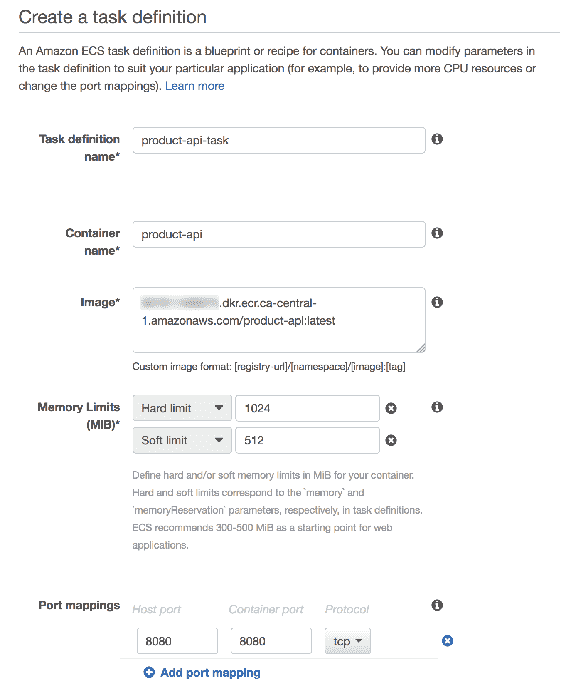 Create a task definition
An Amazon ECS task definition is a blueprint or recipe for containers. You can modify parameters in
the task definition to suit your particular application (for example, to provide more CPU resources or
change the port mappings). Learn more
Task definition
name*
product-api-task
Container
name*
product-api
Image*
.dkr.ecr.ca-central-
1.amazonaws.com/product-api:latest
Custom image format: [registry-url]/[namespace]/[image]:[tag]
Memory Limits
(MIB)*
Hard limit 1024
Soft limit 512
Define hard and/or soft memory limits in MiB for your container.
Hard and soft limits correspond to the `memory` and
`memoryReservation` parameters, respectively, in task definitions.
ECS recommends 300-500 MiB as a starting point for web
applications.
Port mappings
Host port Container port Protocol
8080 8080 tcp
Add port mapping